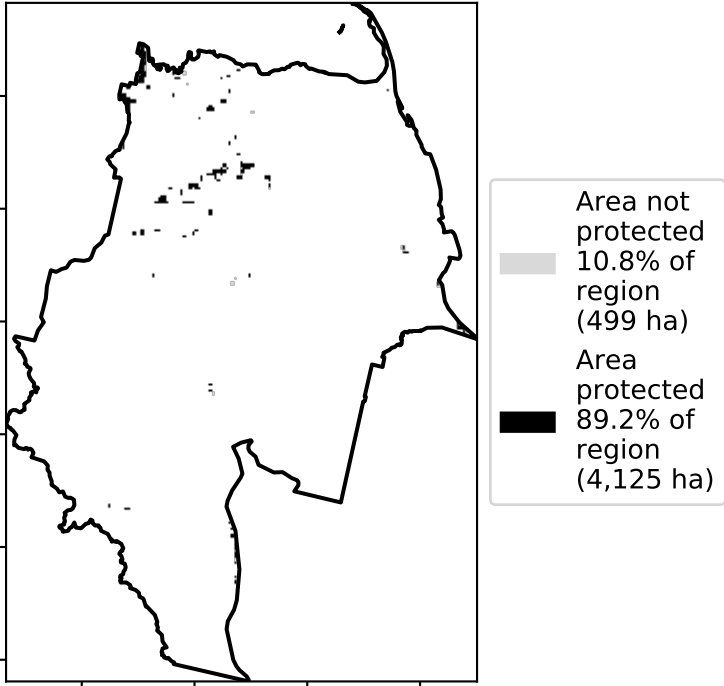 Area not
protected
10.8% of
region
(499 ha)
Area
protected
89.2% of
region
(4,125 ha)